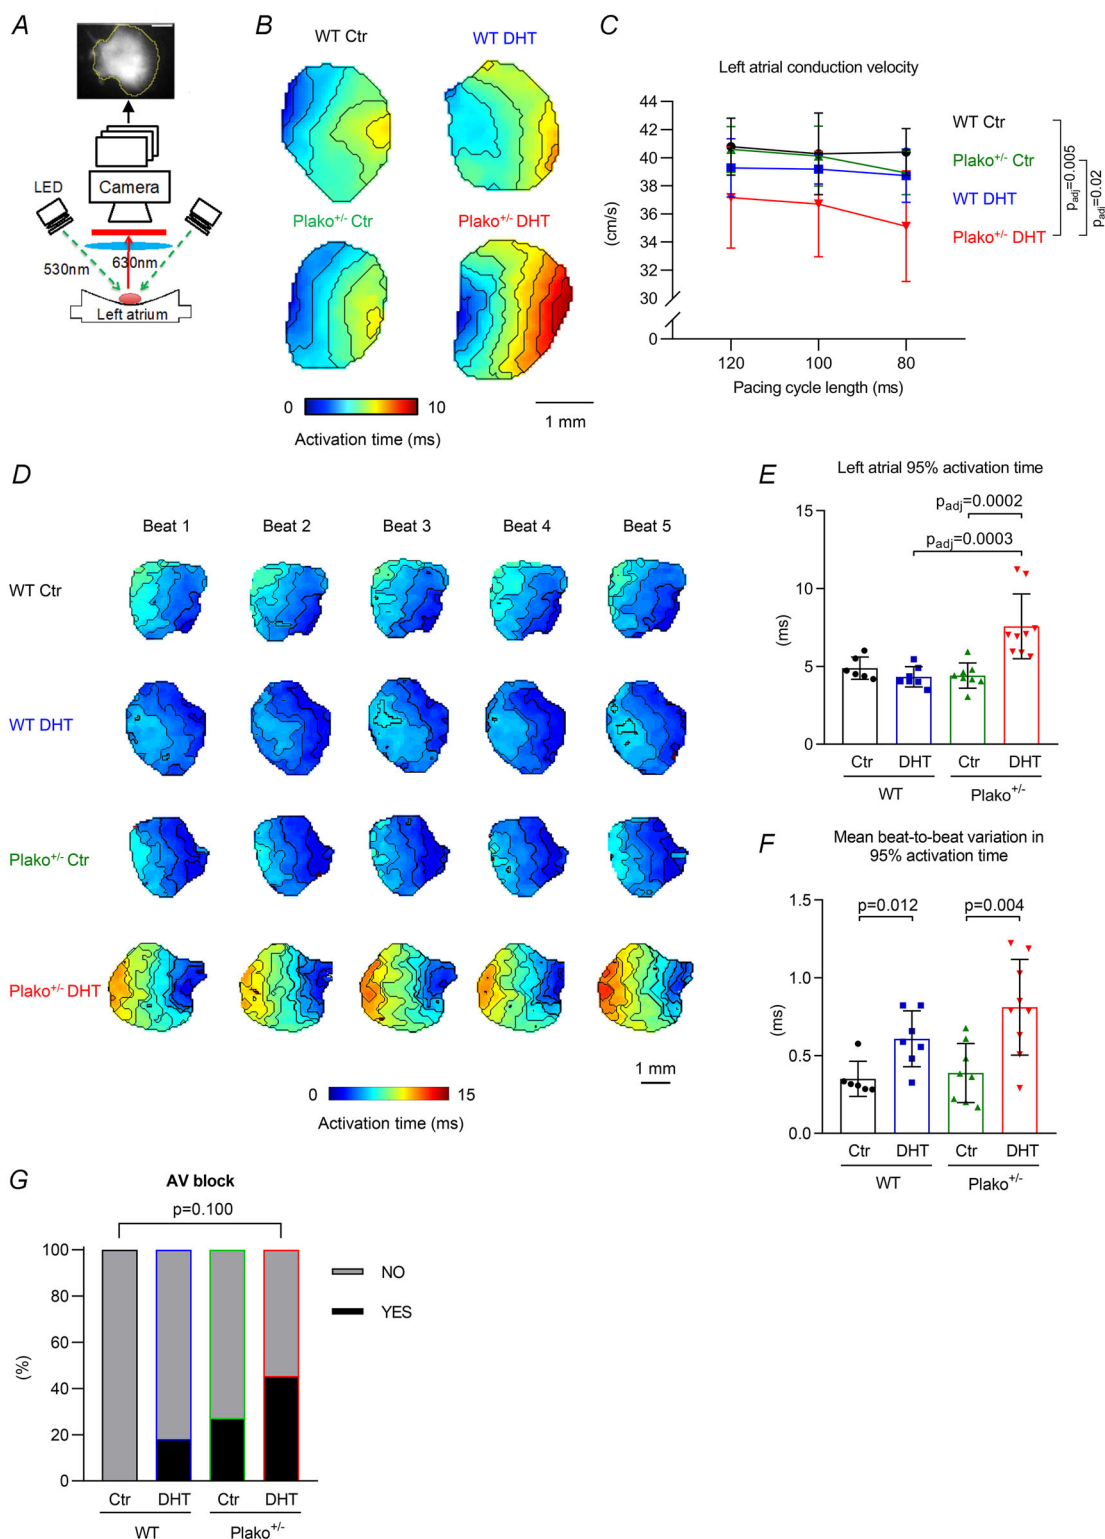 A
LED
Camera
530nm
630nm
Left atrium
B
WT Ctr
WT DHT
Plako+/- Ctr
Plako+/- DHT
0
10
Activation time (ms)
1 mm
C
Left atrial conduction velocity
44
42
40
38
36
34
32
30
0
(cm/s)
120
100
80
Pacing cycle length (ms)
WT Ctr
Plako+/- Ctr
WT DHT
Plako+/- DHT
padj=0.005
padj=0.02
D
Beat 1
Beat 2
Beat 3
Beat 4
Beat 5
WT Ctr
WT DHT
Plako+/- Ctr
Plako+/- DHT
1 mm
0
15
Activation time (ms)
E
Left atrial 95% activation time
padj=0.0002
padj=0.0003
15
10
5
0
(ms)
Ctr
DHT
Ctr
DHT
WT
Plako+/-
F
Mean beat-to-beat variation in
95% activation time
p=0.012
p=0.004
1.5
1.0
0.5
0.0
(ms)
Ctr
DHT
Ctr
DHT
WT
Plako+/-
G
AV block
p=0.100
100
80
60
40
20
0
(%)
NO
YES
Ctr
DHT
Ctr
DHT
WT
Plako+/-